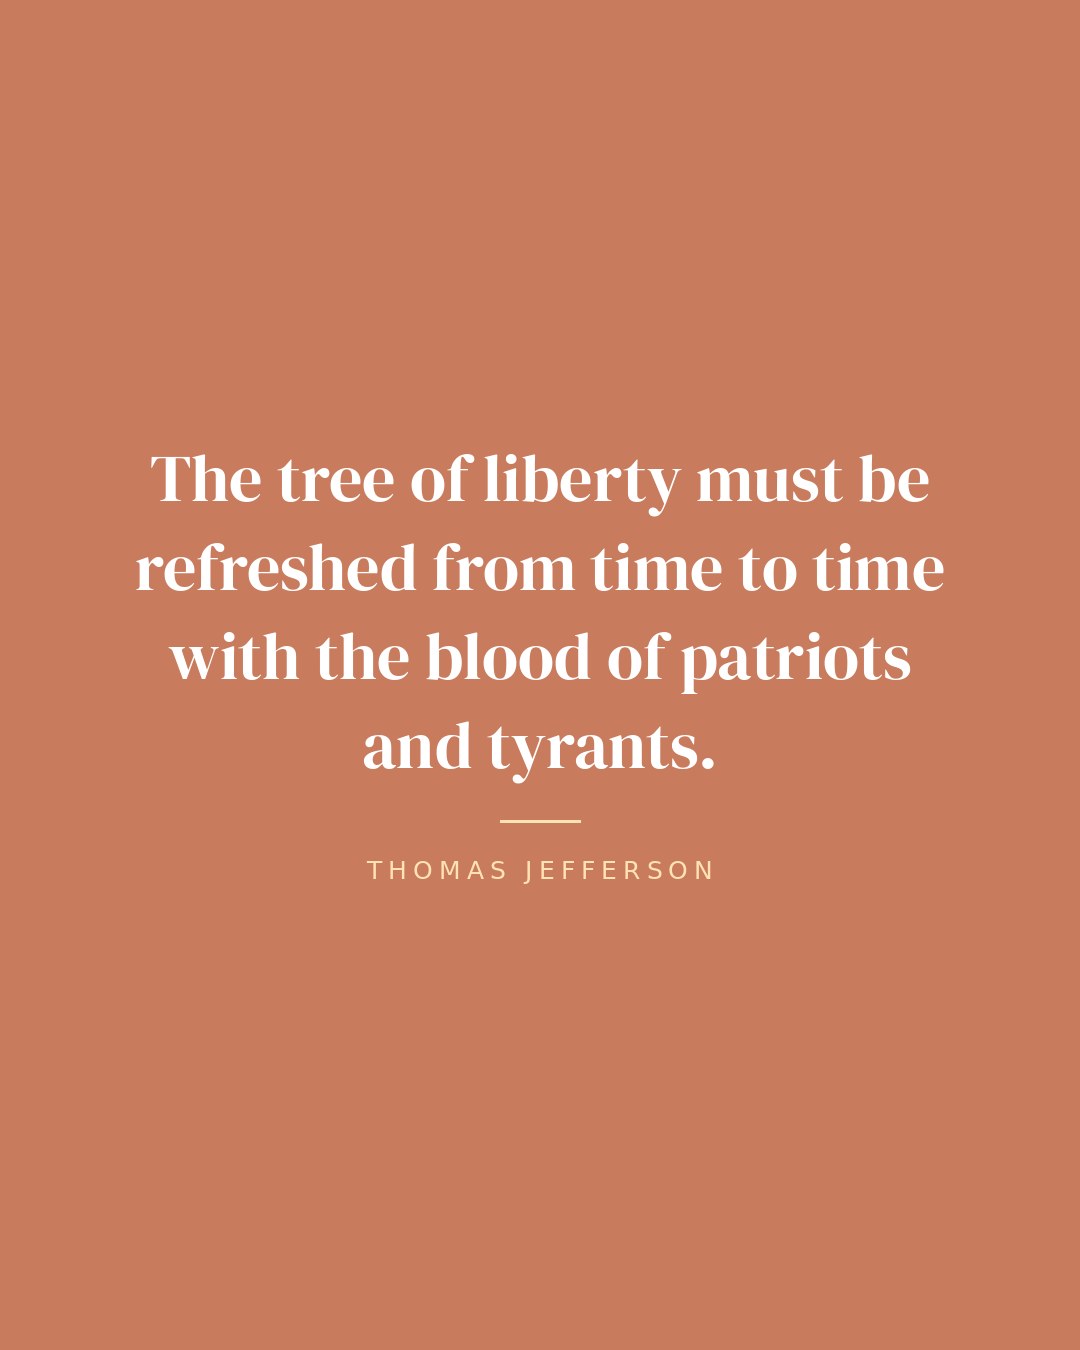 The tree of liberty must be
refreshed from time to time
with the blood of patriots
and tyrants.
THOMAS JEFFERSON